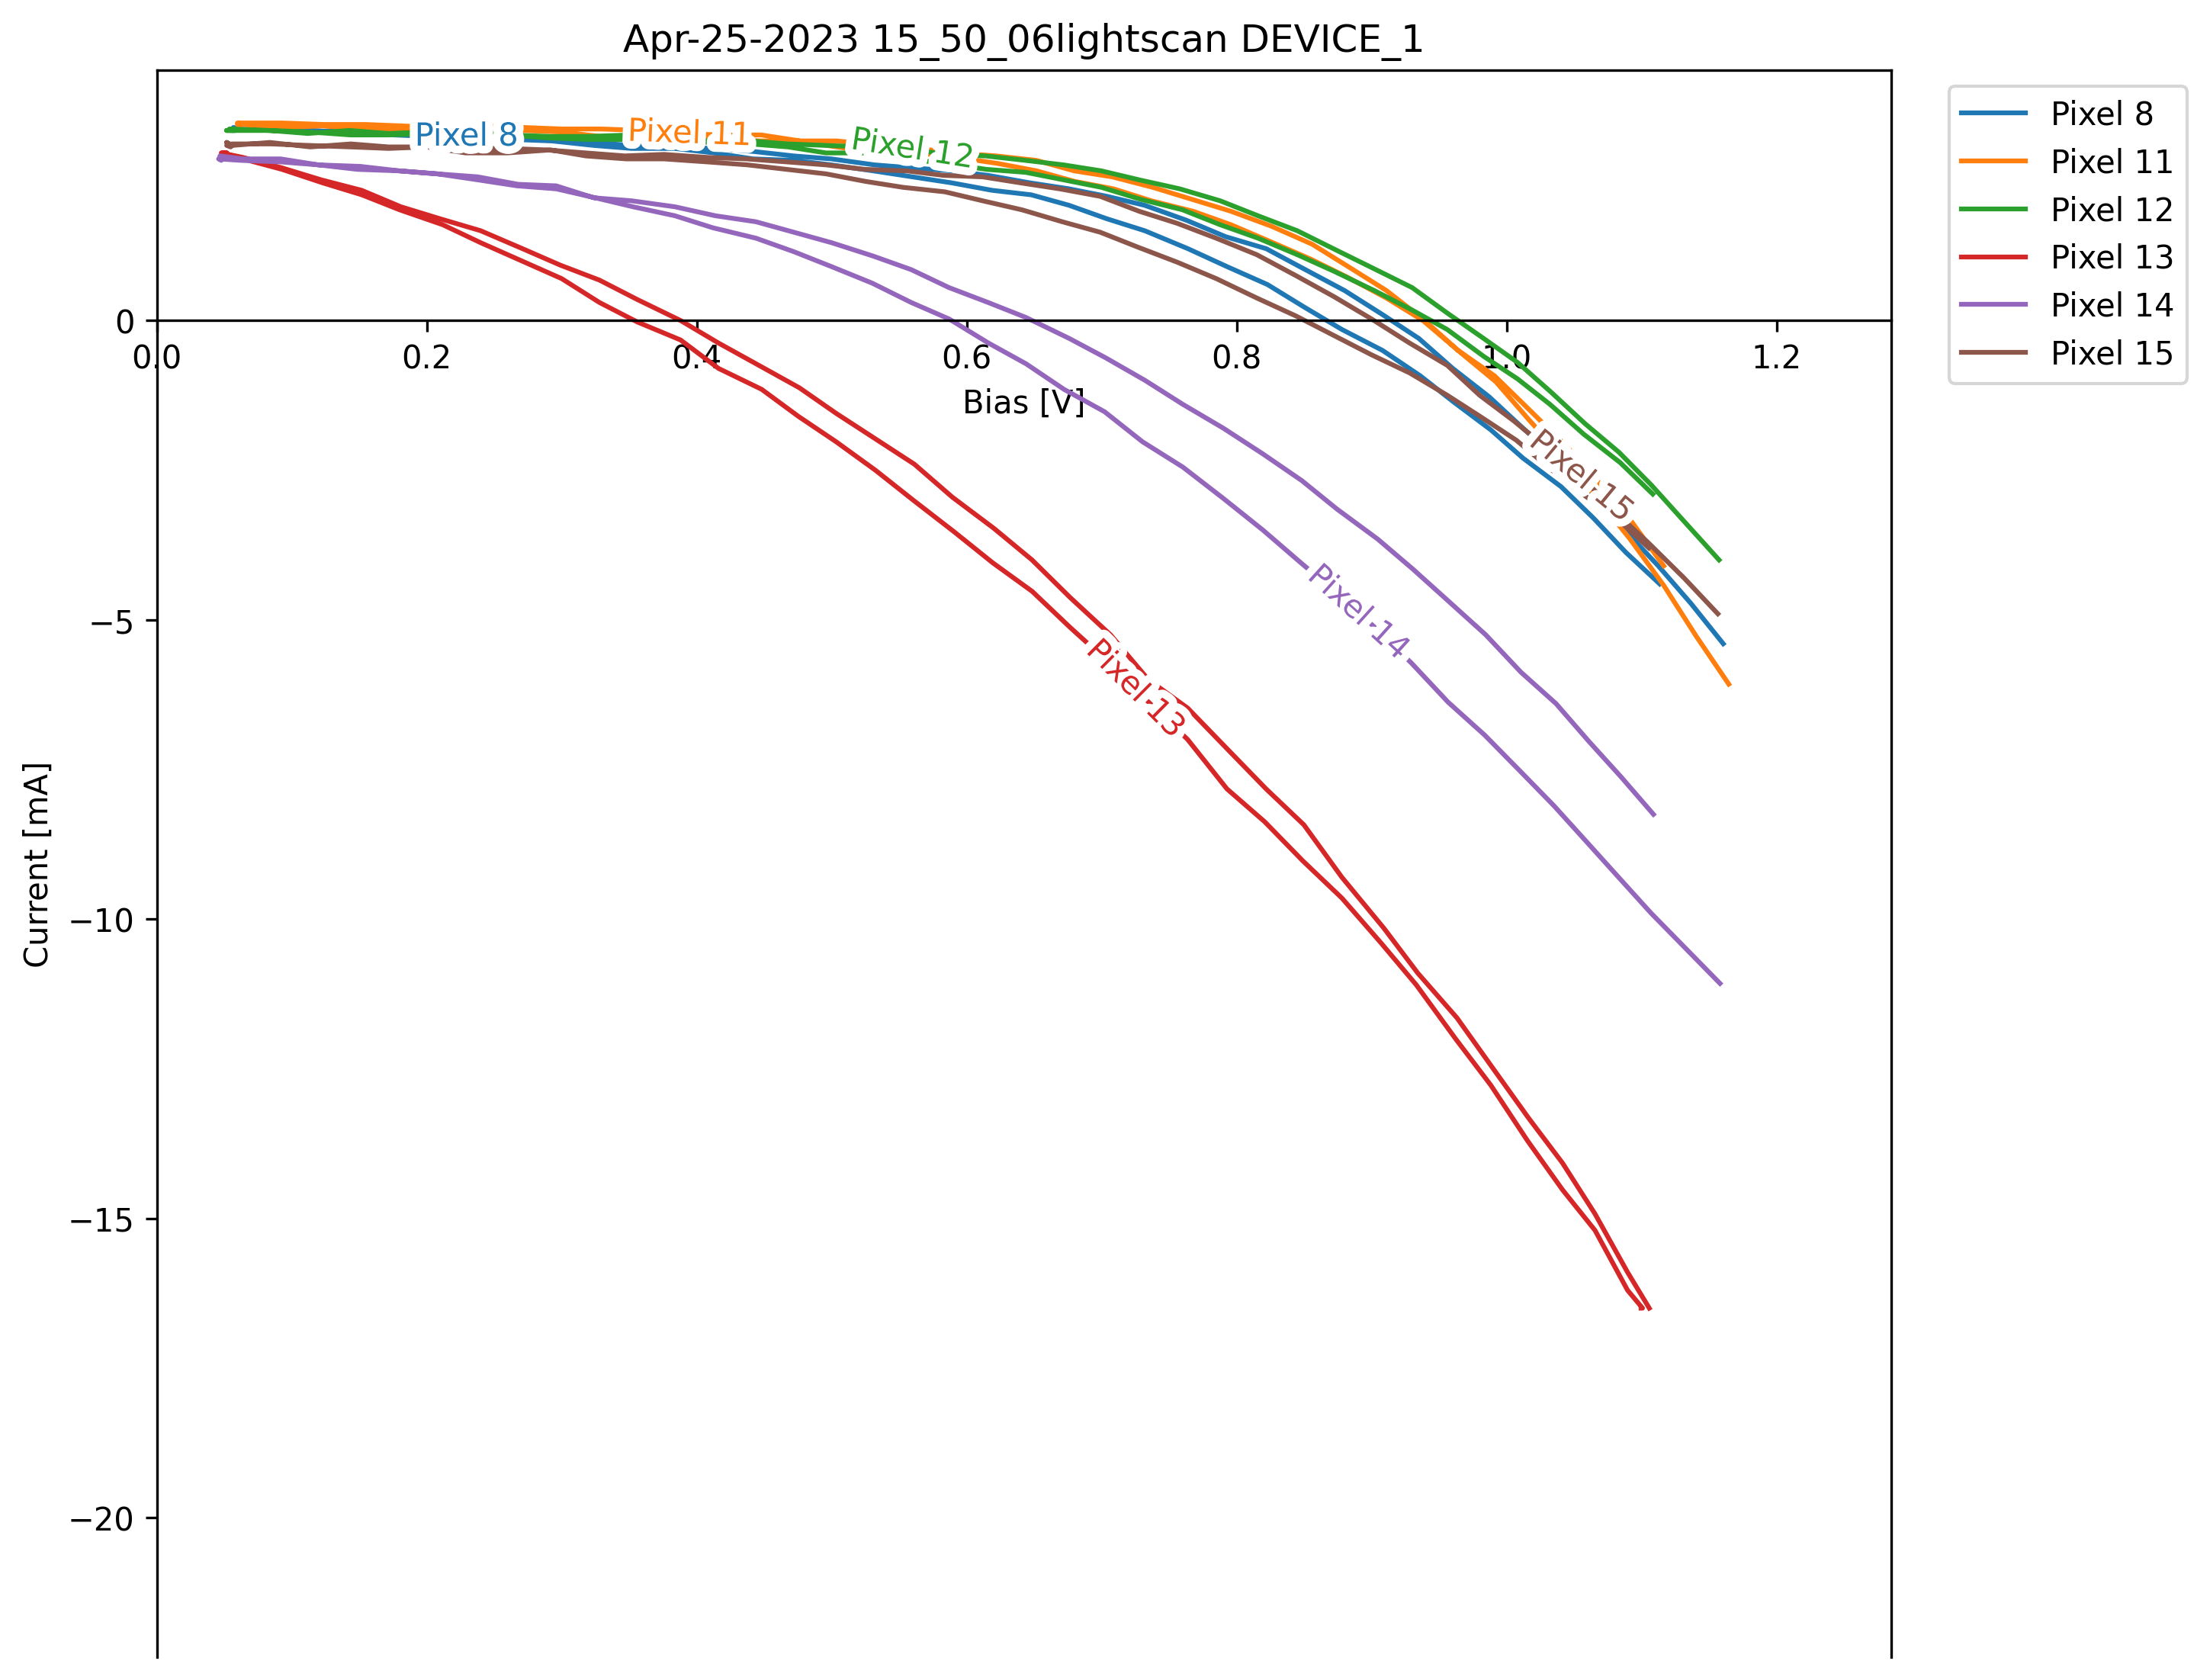 Apr-25-2023 15_50_06lightscan DEVICE_1
Pixel 8
Pixel 11
Pixel 12
Pixel 13
Pixel 14
Pixel 15
Pixel 8
Pixel 11
Pixel 12
Pixel 15
Pixel 14
Pixel 13
0
−5
−10
−15
−20
0.0
0.2
0.4
0.6
0.8
1.0
1.2
Bias [V]
Current [mA]